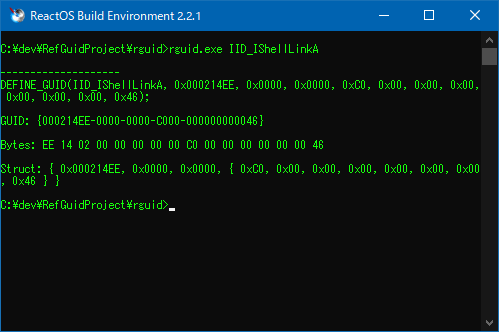 ReactOS Build Environment 2.2.1
C:¥dev¥RefGuidProject¥rguid>rguid.exe IID_IShellLinkA
--------------------
DEFINE_GUID(IID_IShellLinkA, 0x000214EE, 0x0000, 0x0000, 0xC0, 0x00, 0x00, 0x00,
 0x00, 0x00, 0x00, 0x46);
GUID: {000214EE-0000-0000-C000-000000000046}
Bytes: EE 14 02 00 00 00 00 00 C0 00 00 00 00 00 00 46
Struct: { 0x000214EE, 0x0000, 0x0000, { 0xC0, 0x00, 0x00, 0x00, 0x00, 0x00, 0x00
, 0x46 } }
C:¥dev¥RefGuidProject¥rguid>